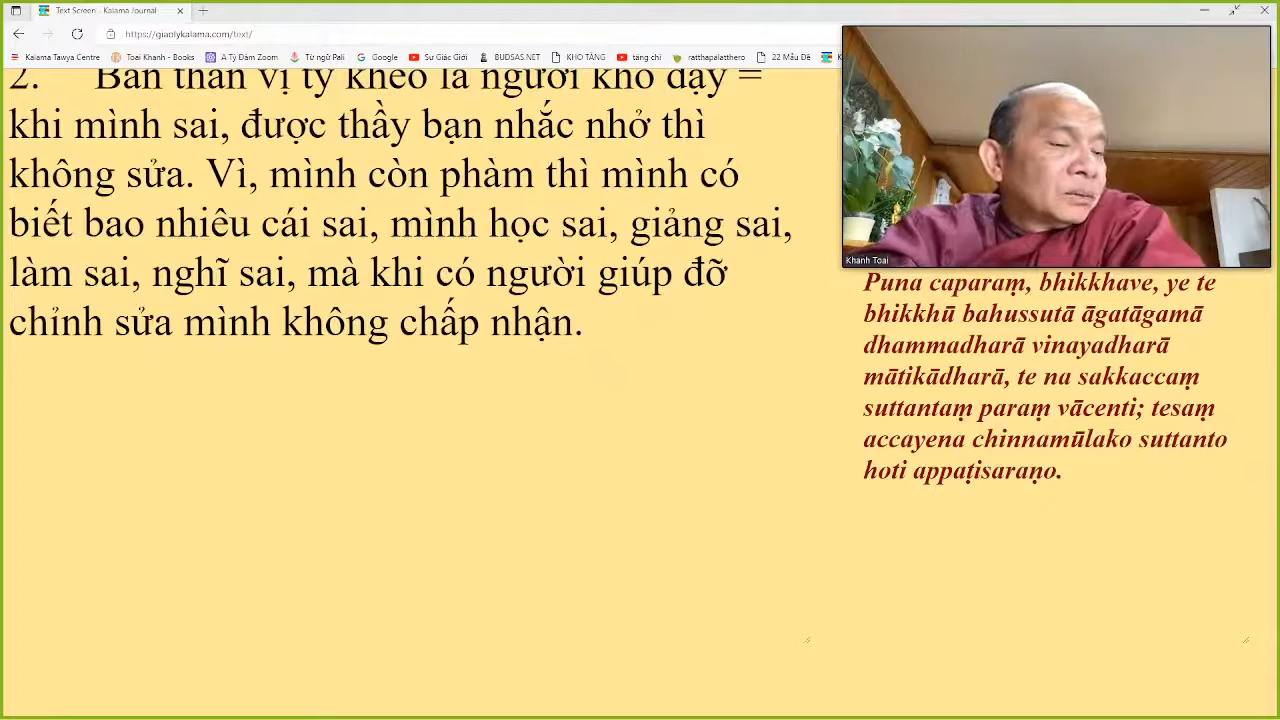 Text Screen - Kalama Journal
https://giaolykalama.com/text/
Kalama Tawya Centre Toai Khanh - Books A Tỳ Đàm Zoom Từ ngữ Pali Google Sư Giác Giới BUDSAS.NET KHO TÀNG tăng chi ratthapalatthero 22 Mẫu Đề
2. Bản thân vị tỳ kheo là người khó dạy =
khi mình sai, được thầy bạn nhắc nhở thì
không sửa. Vì, mình còn phàm thì mình có
biết bao nhiêu cái sai, mình học sai, giảng sai,
làm sai, nghĩ sai, mà khi có người giúp đỡ
chỉnh sửa mình không chấp nhận.
Khanh Toai
Puna caparaṃ, bhikkhave, ye te
bhikkhū bahussutā āgatāgamā
dhammadharā vinayadharā
mātikādharā, te na sakkaccaṃ
suttantaṃ paraṃ vācenti; tesaṃ
accayena chinnamūlako suttanto
hoti appaṭisaraṇo.